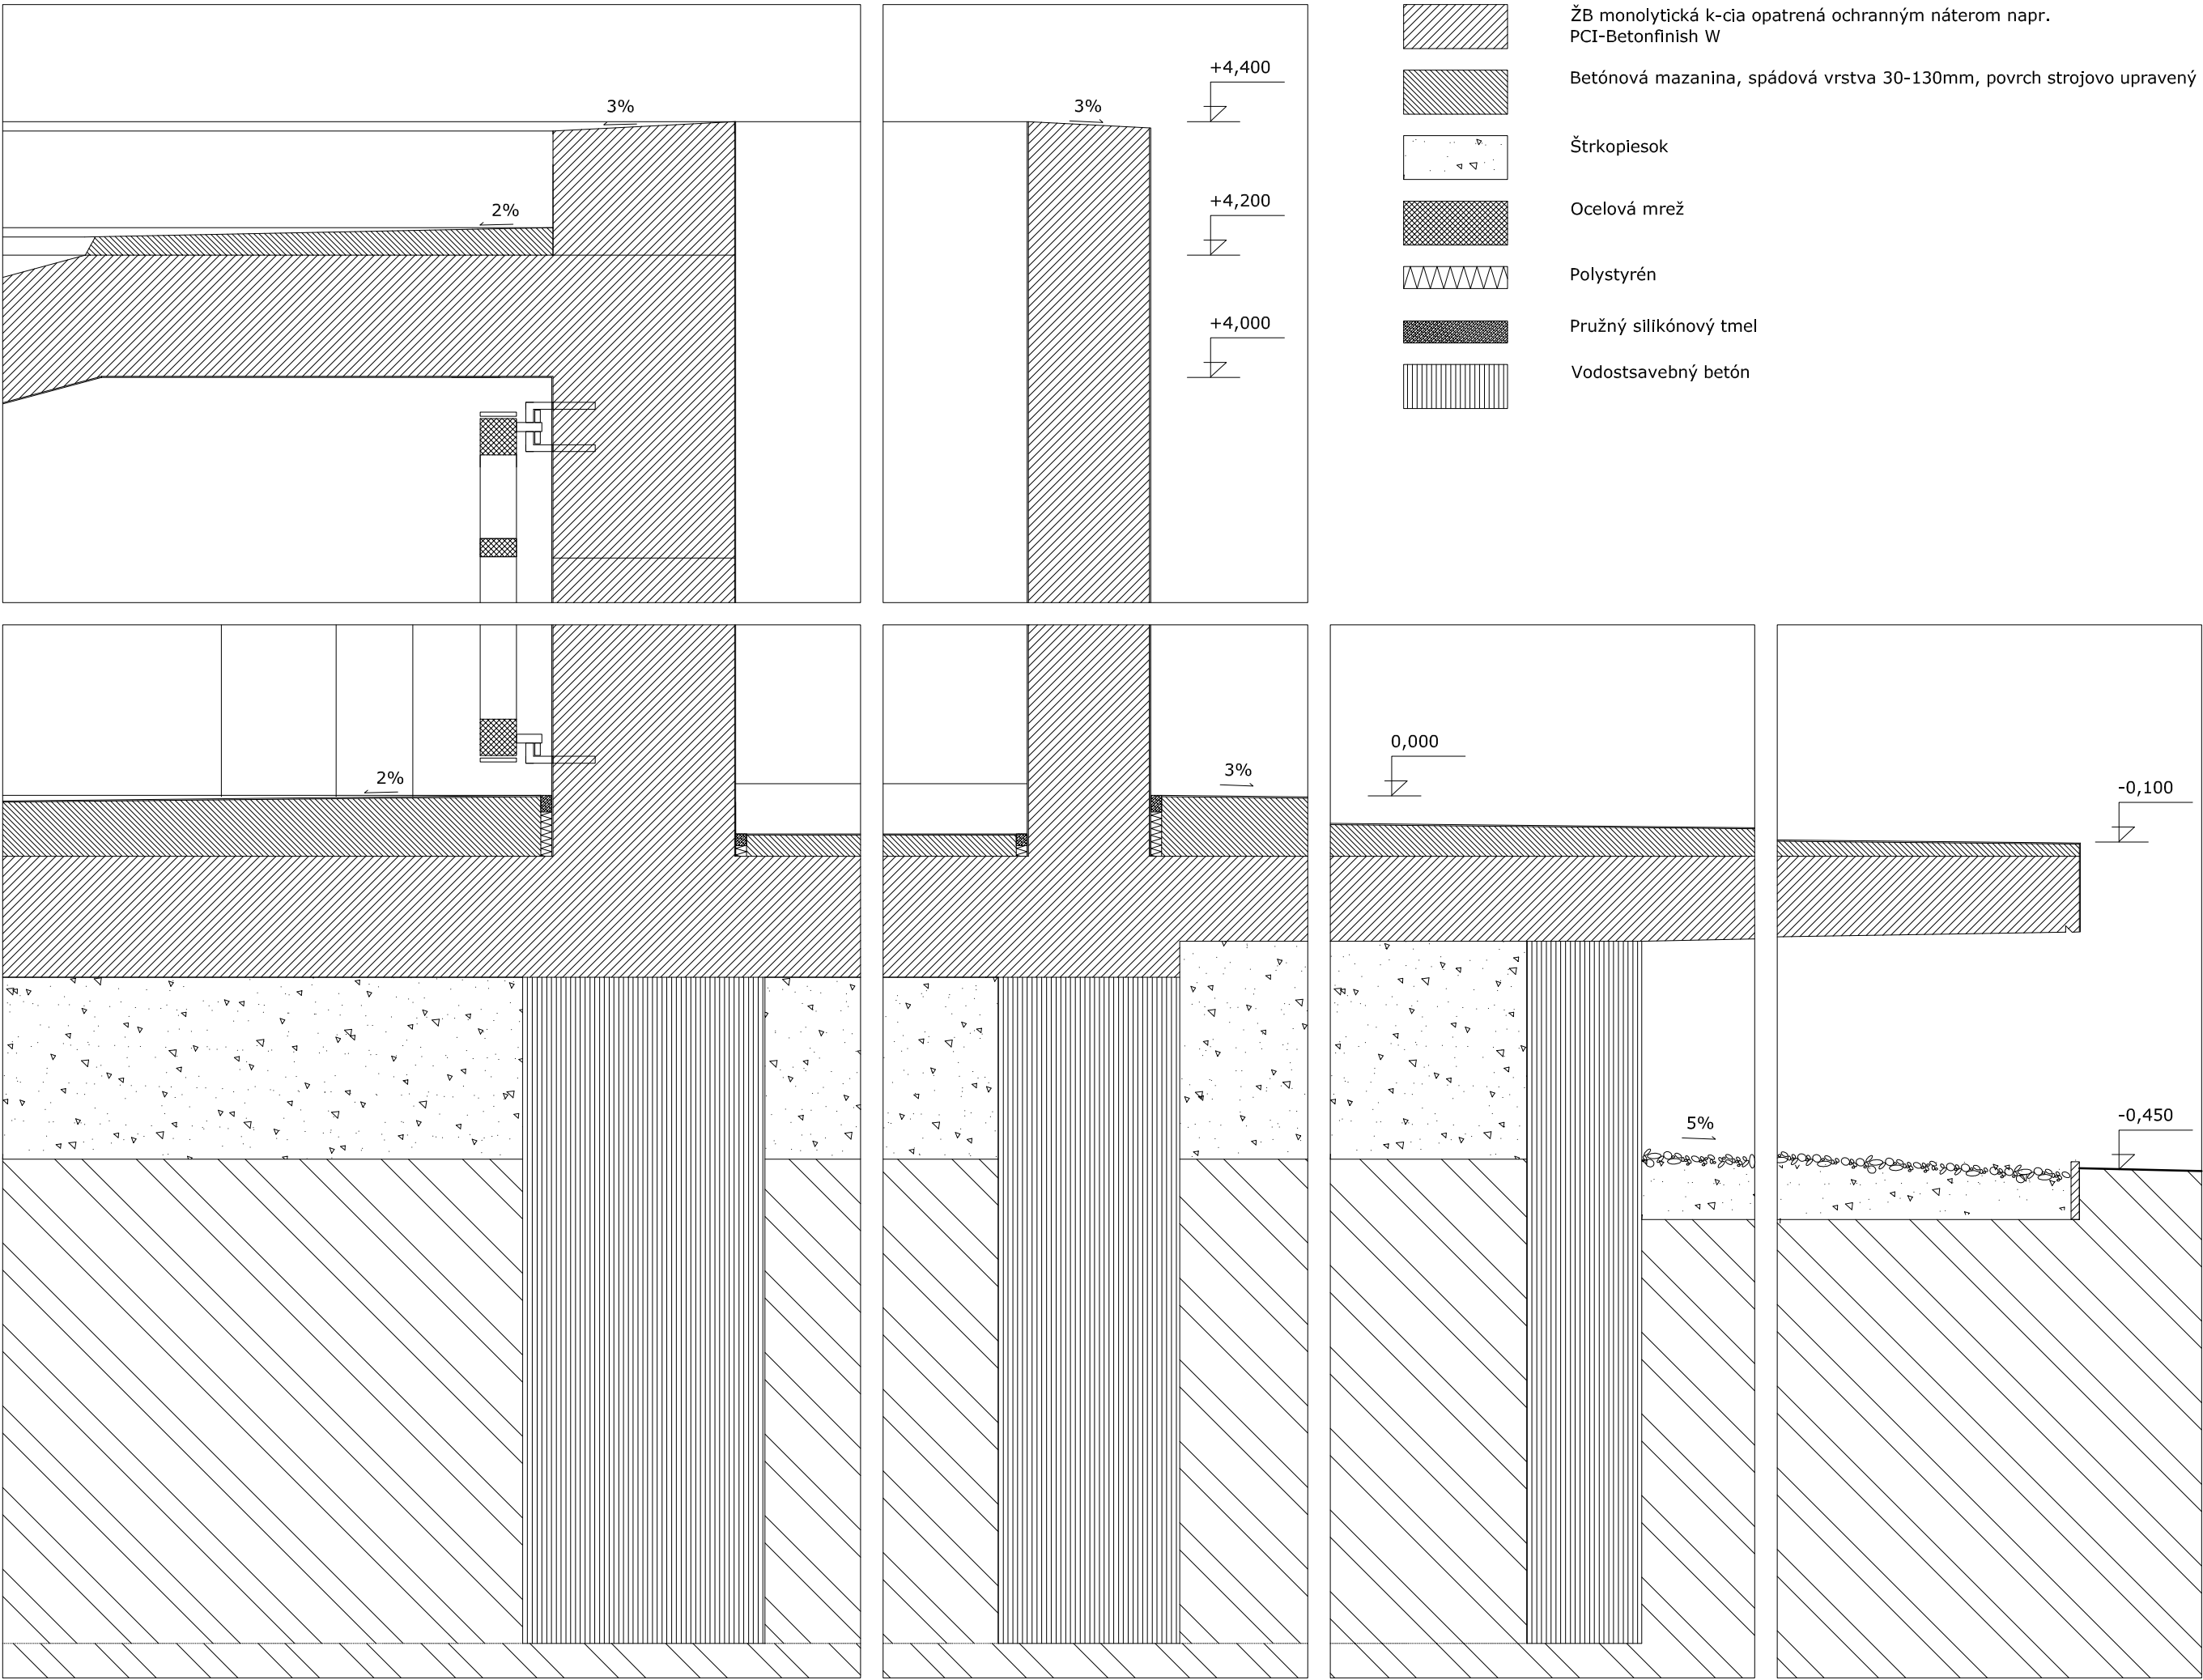 3%
2%
3%
+4,400
+4,200
+4,000
ŽB monolytická k-cia opatrená ochranným náterom napr.
PCI-Betonfinish W
Betónová mazanina, spádová vrstva 30-130mm, povrch strojovo upravený
Štrkopiesok
Ocelová mrež
Polystyrén
Pružný silikónový tmel
Vodostsavebný betón
2%
3%
0,000
5%
-0,100
-0,450